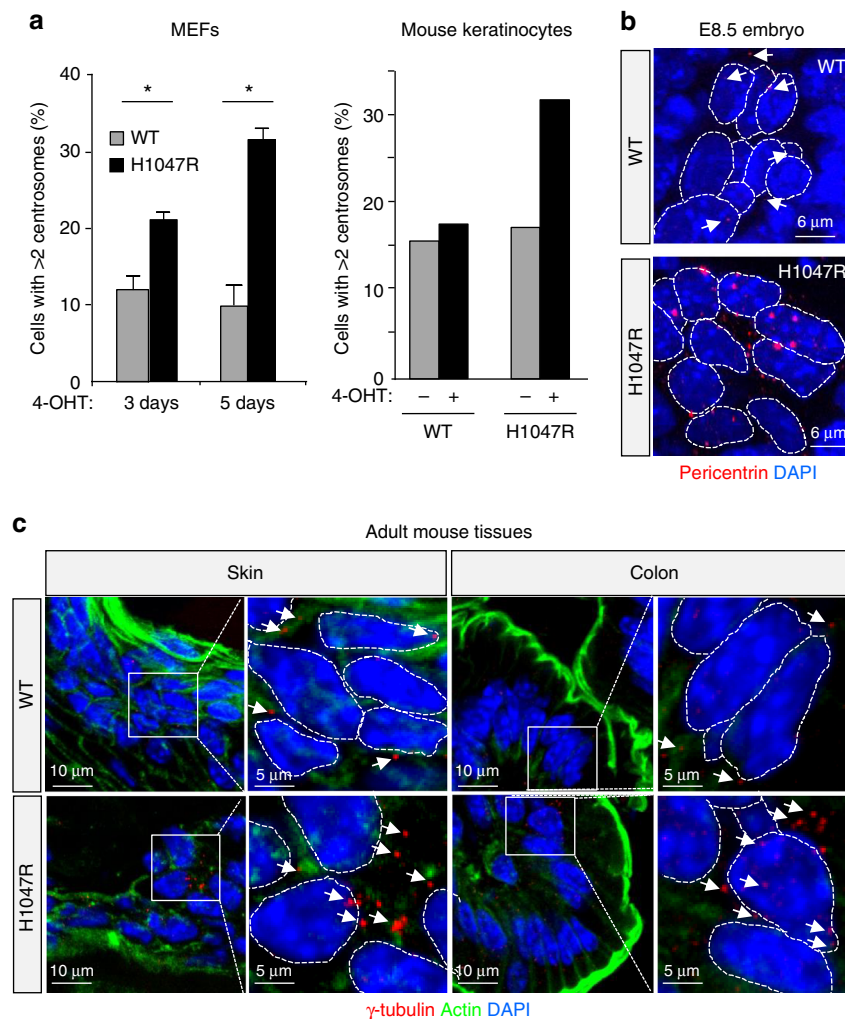 a
MEFs
Mouse keratinocytes
Cells with >2 centrosomes (%)
40
30
20
10
0
*
*
WT
H1047R
4-OHT:
3 days
5 days
Cells with >2 centrosomes (%)
30
20
15
10
5
0
4-OHT:
– + – +
WT
H1047R
b
E8.5 embryo
WT
WT
6 μm
H1047R
H1047R
6 μm
Pericentrin DAPI
c
Adult mouse tissues
Skin
Colon
WT
10 μm
5 μm
10 μm
5 μm
H1047R
10 μm
5 μm
10 μm
5 μm
γ-tubulin Actin DAPI